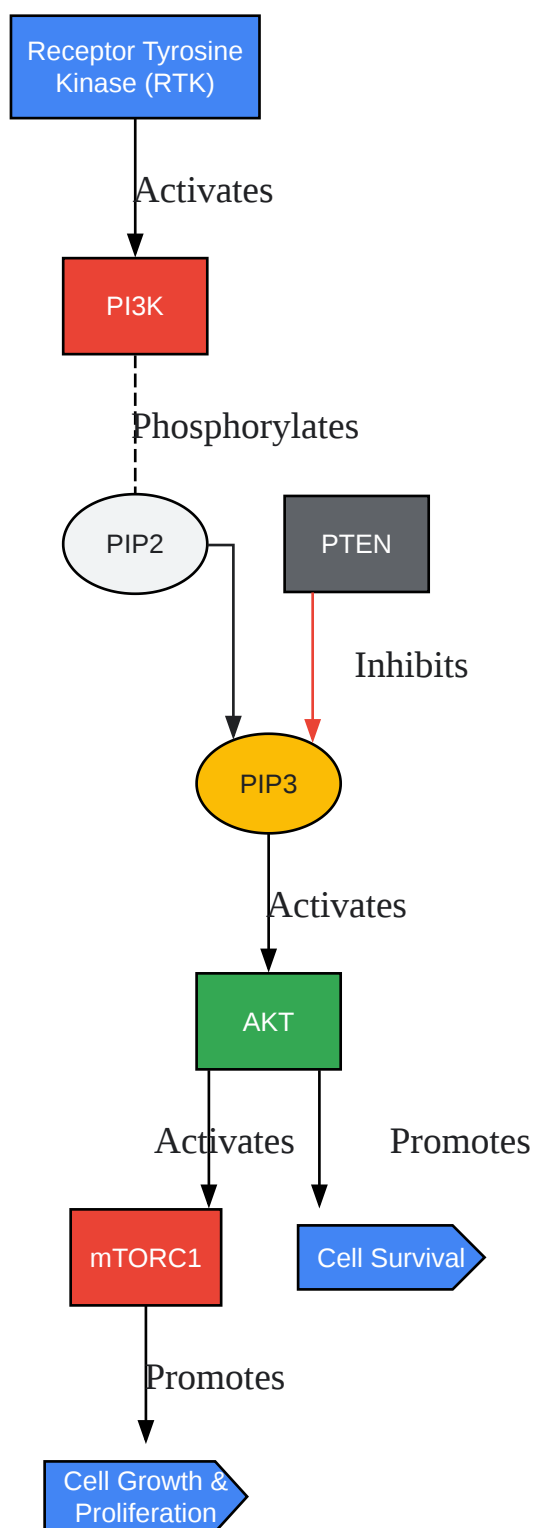 Receptor Tyrosine
Kinase (RTK)
Activates
PI3K
Phosphorylates
PIP2
PTEN
Inhibits
PIP3
Activates
AKT
Activates
Promotes
mTORC1
Cell Survival
Promotes
Cell Growth &
Proliferation